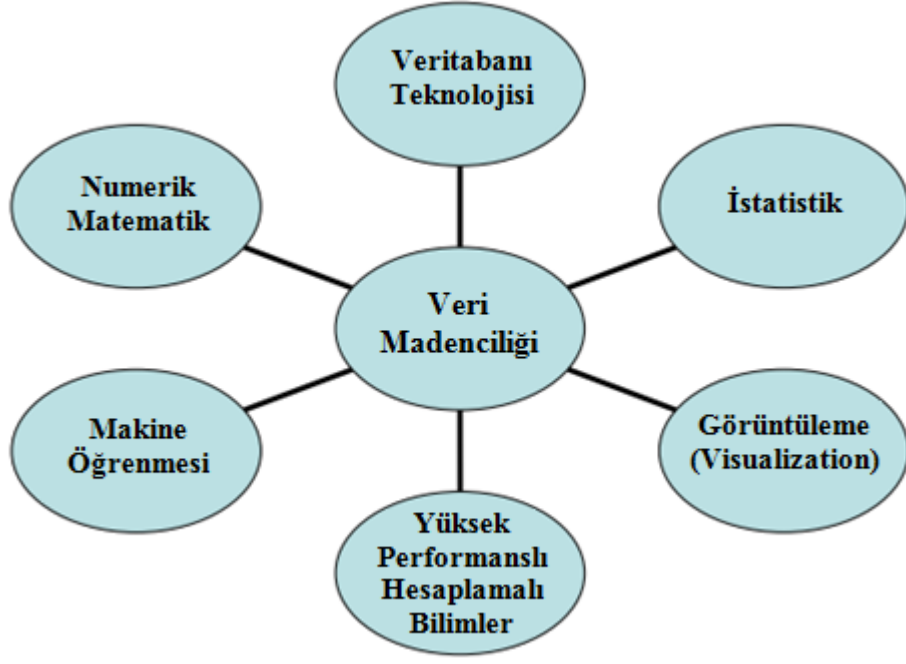 Veritabanı
Teknolojisi
Numerik
Matematik
İstatistik
Veri
Madenciliği
Makine
Öğrenmesi
Görüntüleme
(Visualization)
Yüksek
Performanslı
Hesaplamalı
Bilimler